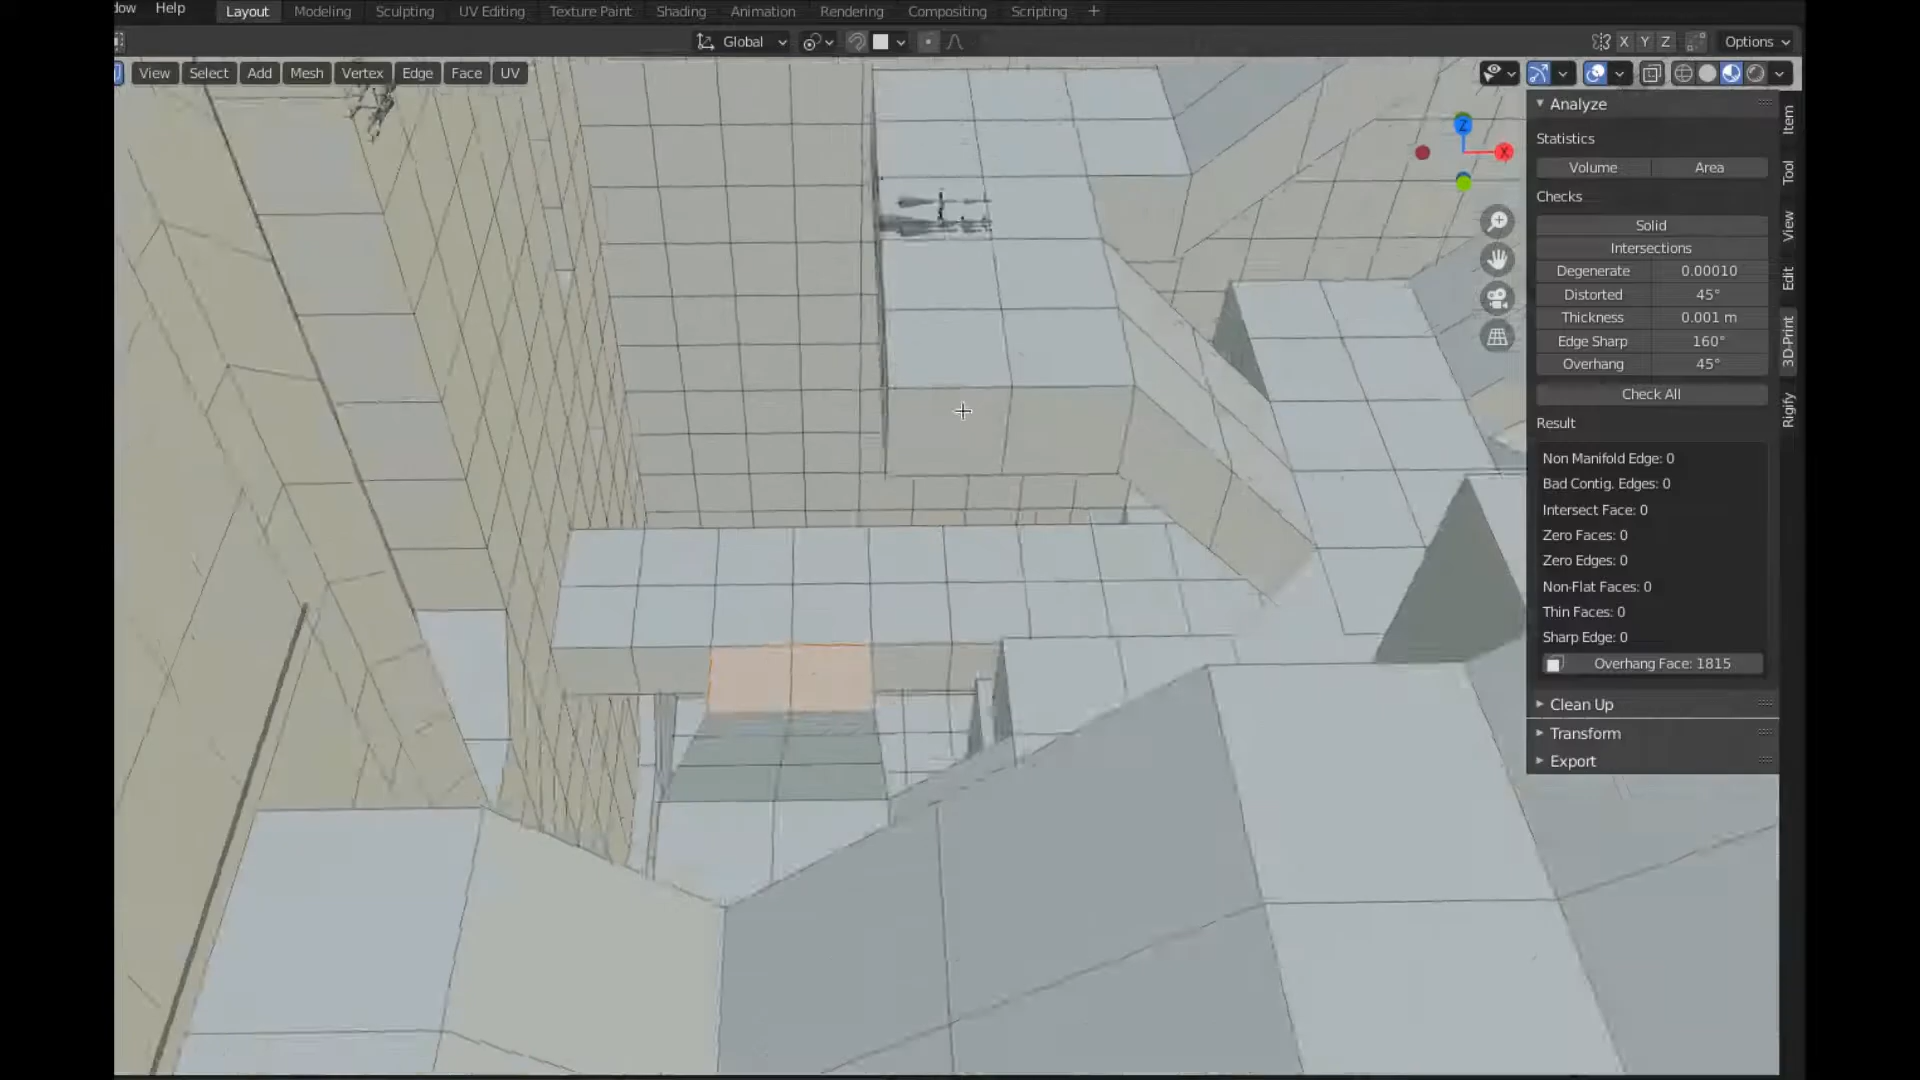 dow Help Layout Modeling Sculpting UV Editing Texture Paint Shading Animation Rendering Compositing Scripting +
Global X Y Z Options
View Select Add Mesh Vertex Edge Face UV
Analyze
Statistics
Volume Area
Checks
Solid
Intersections
Degenerate 0.00010
Distorted 45°
Thickness 0.001 m
Edge Sharp 160°
Overhang 45°
Check All
Result
Non Manifold Edge: 0
Bad Contig. Edges: 0
Intersect Face: 0
Zero Faces: 0
Zero Edges: 0
Non-Flat Faces: 0
Thin Faces: 0
Sharp Edge: 0
Overhang Face: 1815
Clean Up
Transform
Export
Item
Tool
View
Edit
3D-Print
Rigify
Z
X